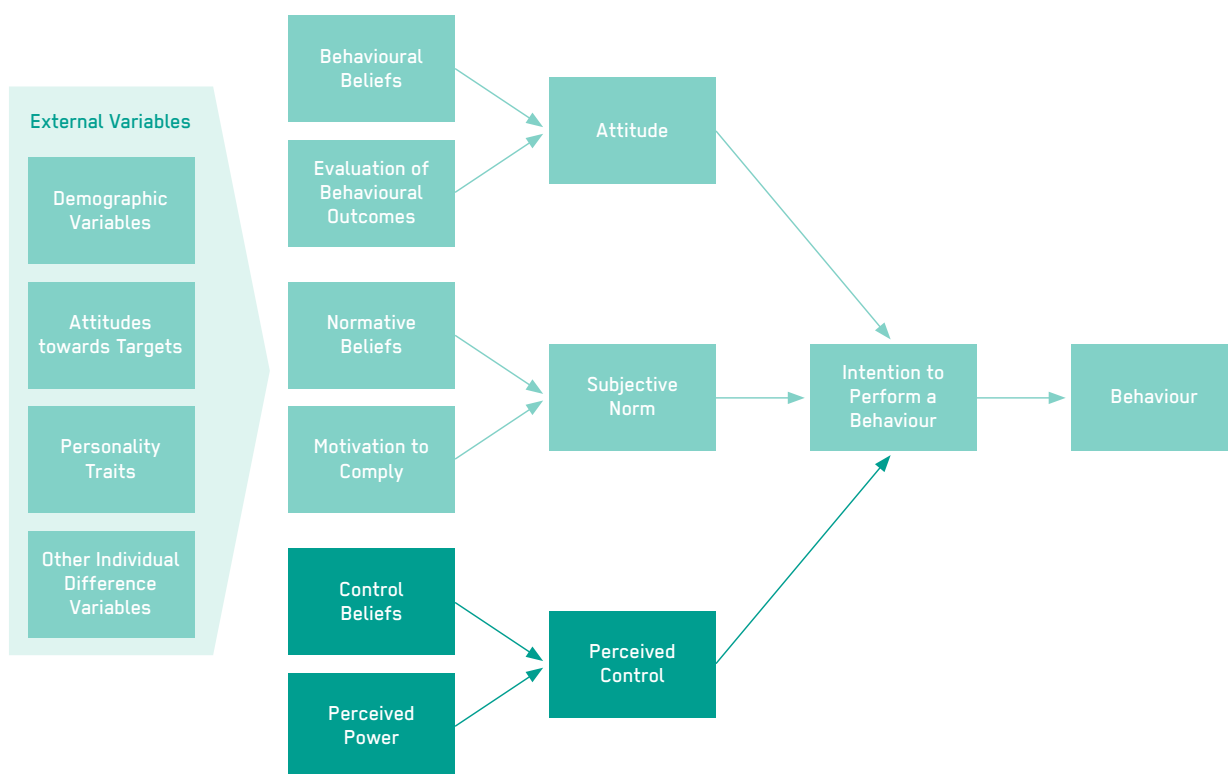 External Variables
Demographic
Variables
Attitudes
towards Targets
Personality
Traits
Other Individual
Difference
Variables
Behavioural
Beliefs
Evaluation of
Behavioural
Outcomes
Normative
Beliefs
Motivation to
Comply
Control
Beliefs
Perceived
Power
Attitude
Subjective
Norm
Perceived
Control
Intention to
Perform a
Behaviour
Behaviour